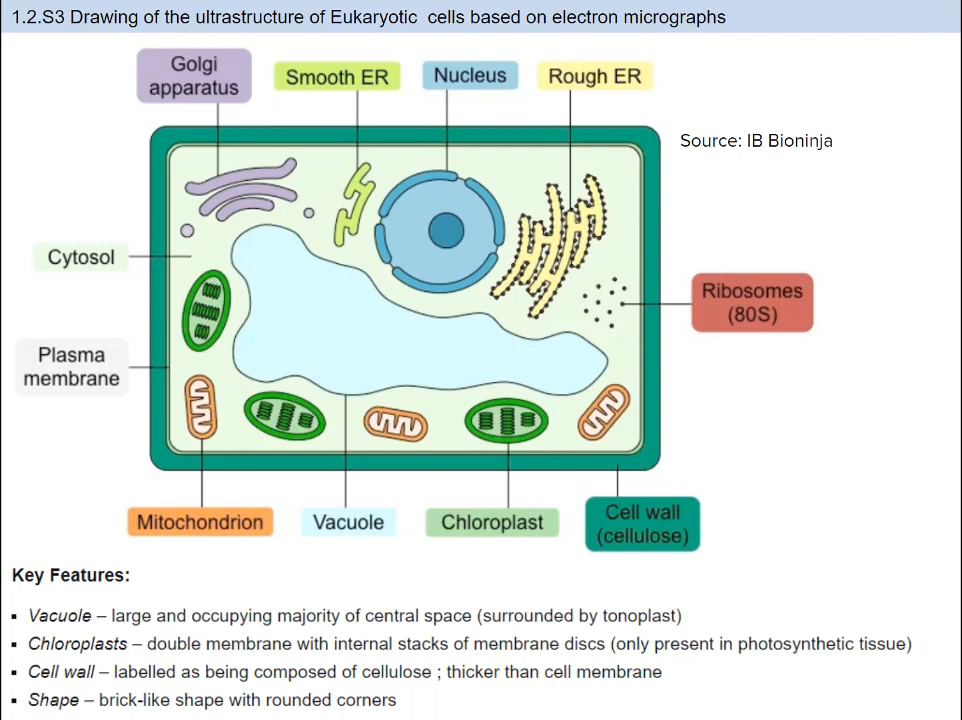 1.2.S3 Drawing of the ultrastructure of Eukaryotic cells based on electron micrographs
Golgi
apparatus
Smooth ER
Nucleus
Rough ER
Source: IB Bioninja
Cytosol
Ribosomes
(80S)
Plasma
membrane
Mitochondrion
Vacuole
Chloroplast
Cell wall
(cellulose)
Key Features:
▪ Vacuole – large and occupying majority of central space (surrounded by tonoplast)
▪ Chloroplasts – double membrane with internal stacks of membrane discs (only present in photosynthetic tissue)
▪ Cell wall – labelled as being composed of cellulose ; thicker than cell membrane
▪ Shape – brick-like shape with rounded corners